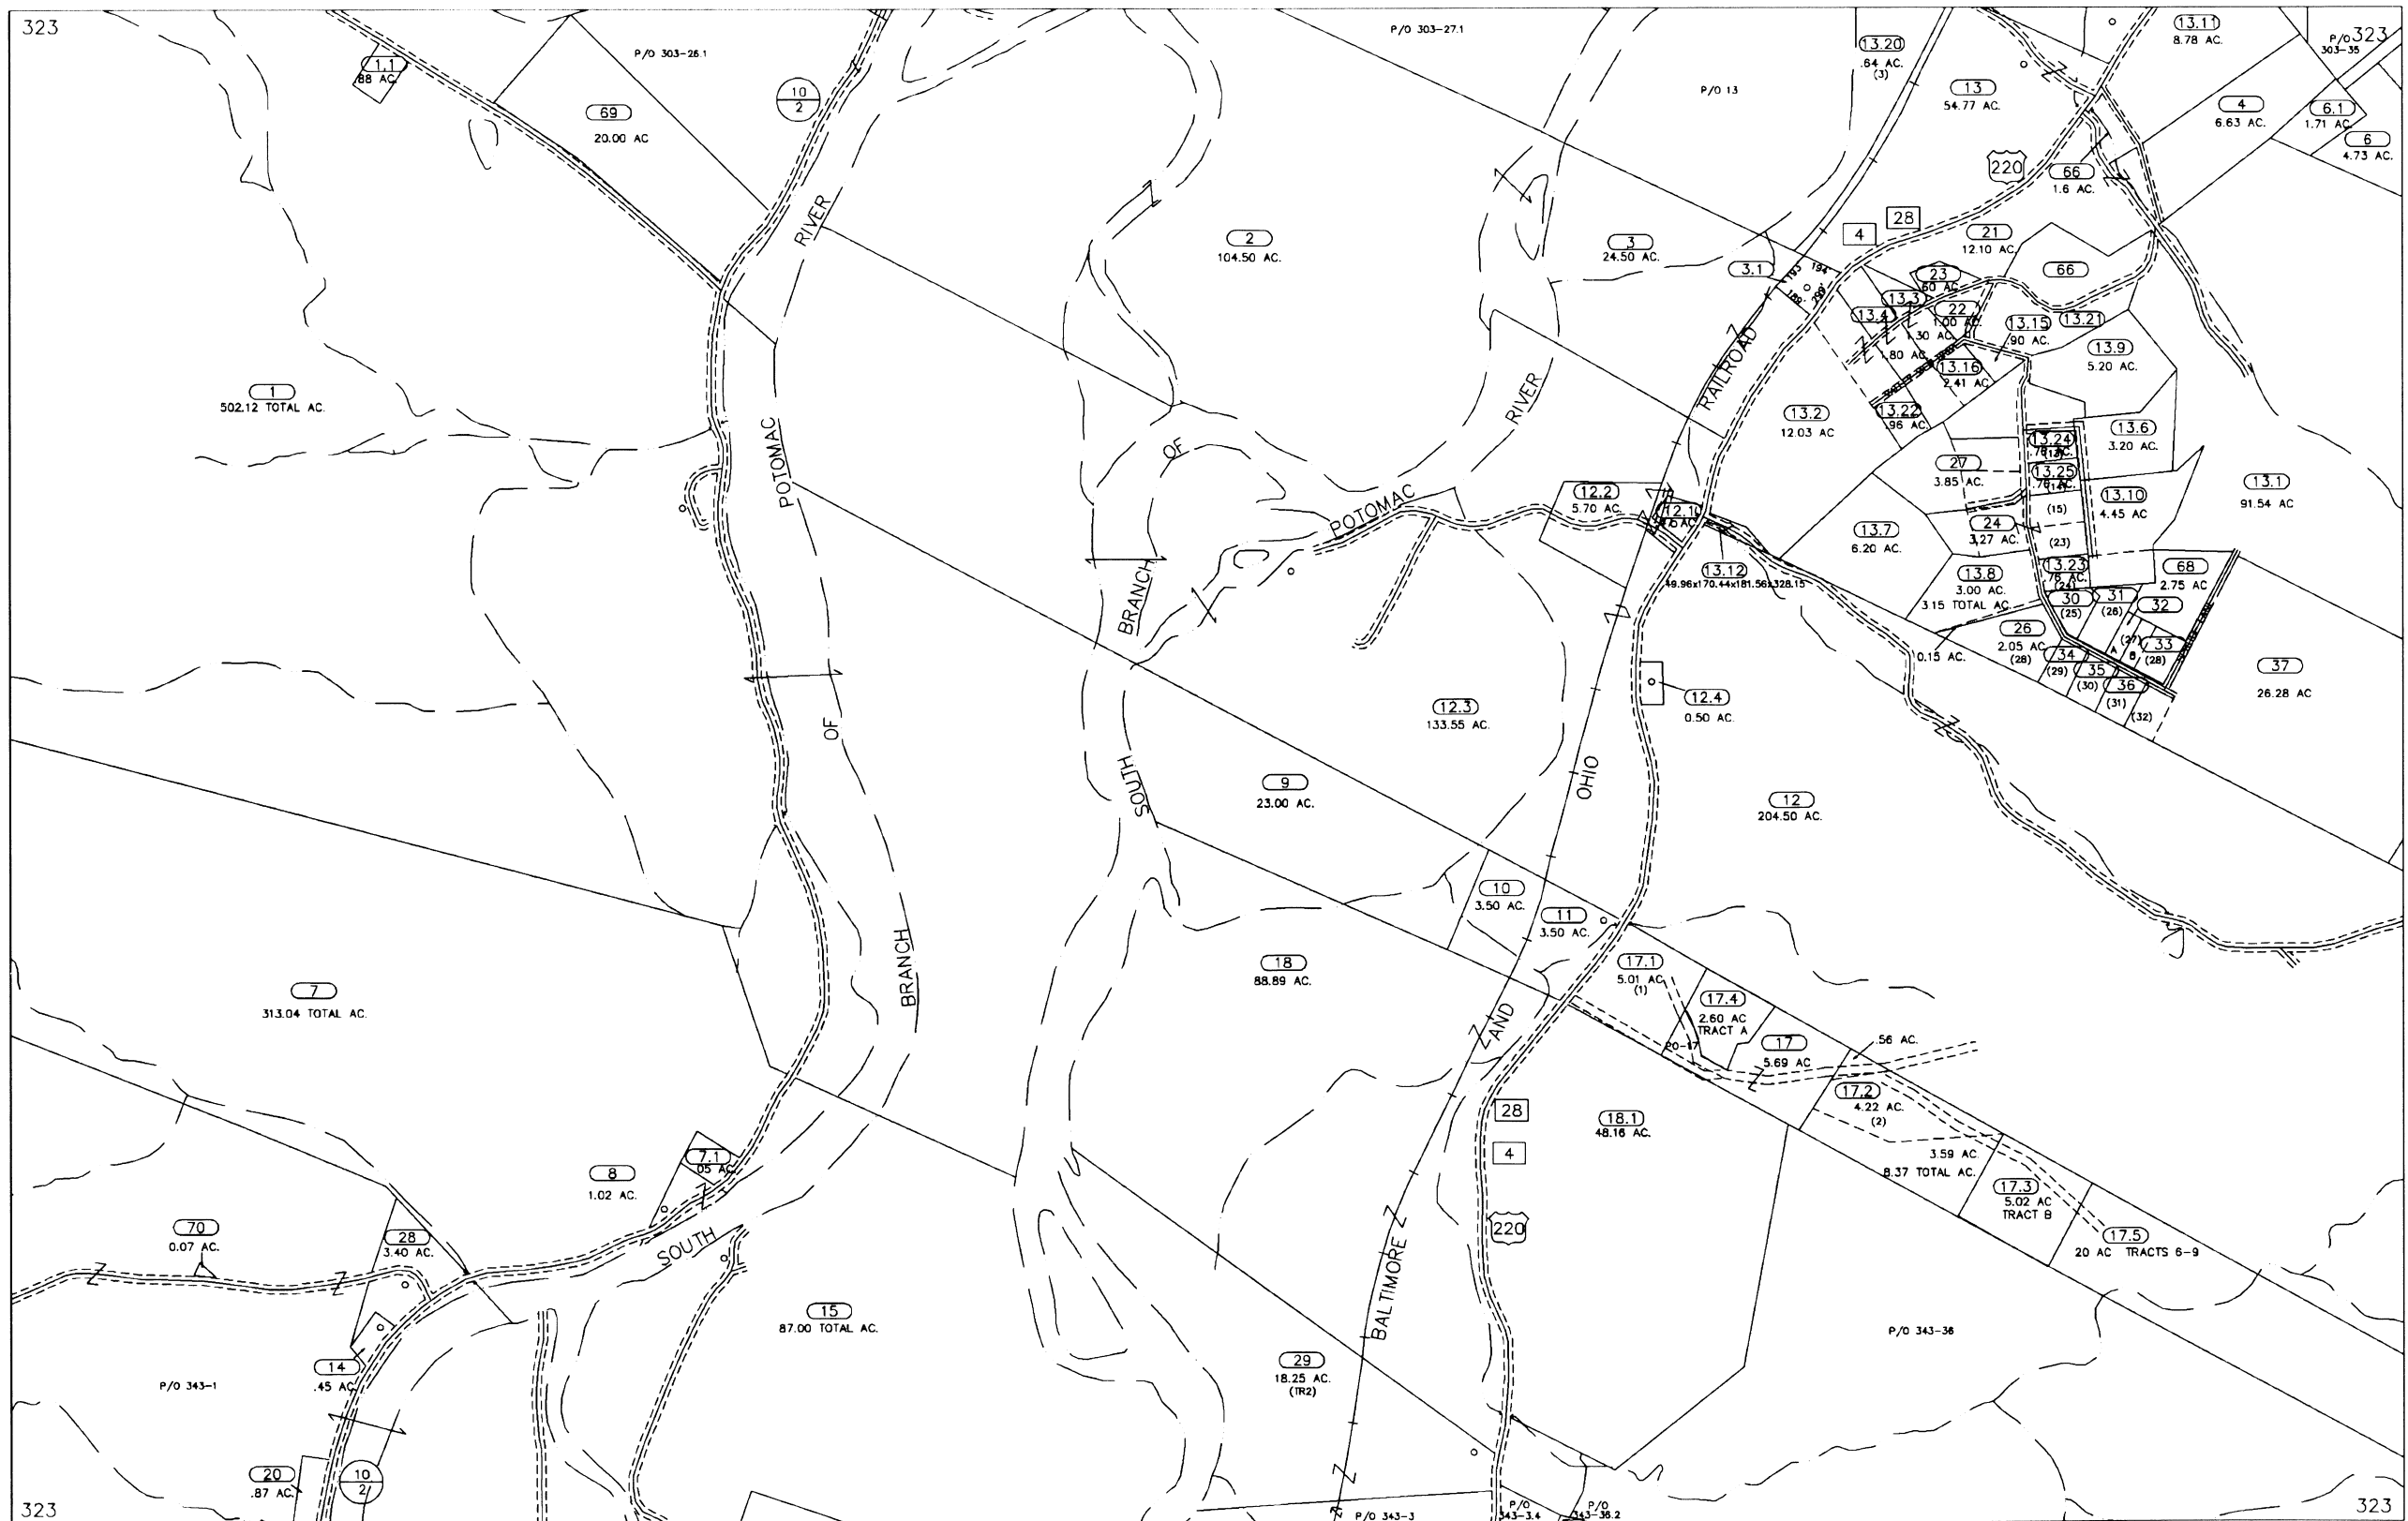 323
P/O 303-26.1
P/O 303-27.1
13.20
.64 AC.
(3)
13.11
8.78 AC.
P/O 323
303-35
1.1
88 AC.
10
2
69
20.00 AC
P/O 13
13
54.77 AC.
4
6.63 AC.
6.1
1.71 AC.
6
4.73 AC.
220
66
1.6 AC.
RIVER
28
4
2
104.50 AC.
3
24.50 AC.
3.1
193'
194'
21
12.10 AC.
66
23
.60 AC.
13.3
13.4
22
1.00 AC.
1.30 AC.
1.80 AC.
13.15
.90 AC.
13.21
13.9
5.20 AC.
13.16
2.41 AC
RAILROAD
RIVER
1
502.12 TOTAL AC.
13.2
12.03 AC
13.22
.96 AC.
13.6
3.20 AC.
13.24
13.25
POTOMAC
OF
POTOMAC
27
3.85 AC.
13.10
4.45 AC
(15)
(23)
13.1
91.54 AC.
12.2
5.70 AC.
12.1
13.7
6.20 AC.
24
3.27 AC.
13.12
49.96x170.44x181.56x328.15
13.8
3.00 AC.
3.15 TOTAL AC.
13.23
.76 AC.
(24)
68
2.75 AC
BRANCH
30
(25)
31
(26)
32
(27)
A
B
33
(28)
26
2.05 AC
(28)
0.15 AC.
34
(29)
35
(30)
36
(31)
(32)
37
26.28 AC
OF
12.3
133.55 AC.
12.4
0.50 AC.
SOUTH
OHIO
9
23.00 AC.
12
204.50 AC.
10
3.50 AC.
11
3.50 AC.
BRANCH
18
88.89 AC.
17.1
5.01 AC
(1)
17.4
2.60 AC
TRACT A
7
313.04 TOTAL AC.
AND
PO-17
17
5.69 AC
.56 AC.
17.2
4.22 AC.
(2)
28
4
220
18.1
48.16 AC.
3.59 AC.
8.37 TOTAL AC.
17.3
5.02 AC
TRACT B
17.5
20 AC TRACTS 6-9
7.1
.05 AC.
8
1.02 AC.
70
0.07 AC.
28
3.40 AC.
SOUTH
BALTIMORE
15
87.00 TOTAL AC.
P/O 343-36
29
18.25 AC.
(TR2)
14
.45 AC
P/O 343-1
20
.87 AC.
10
2
323
P/O 343-3
P/O
343-3.4
P/O
343-36.2
323